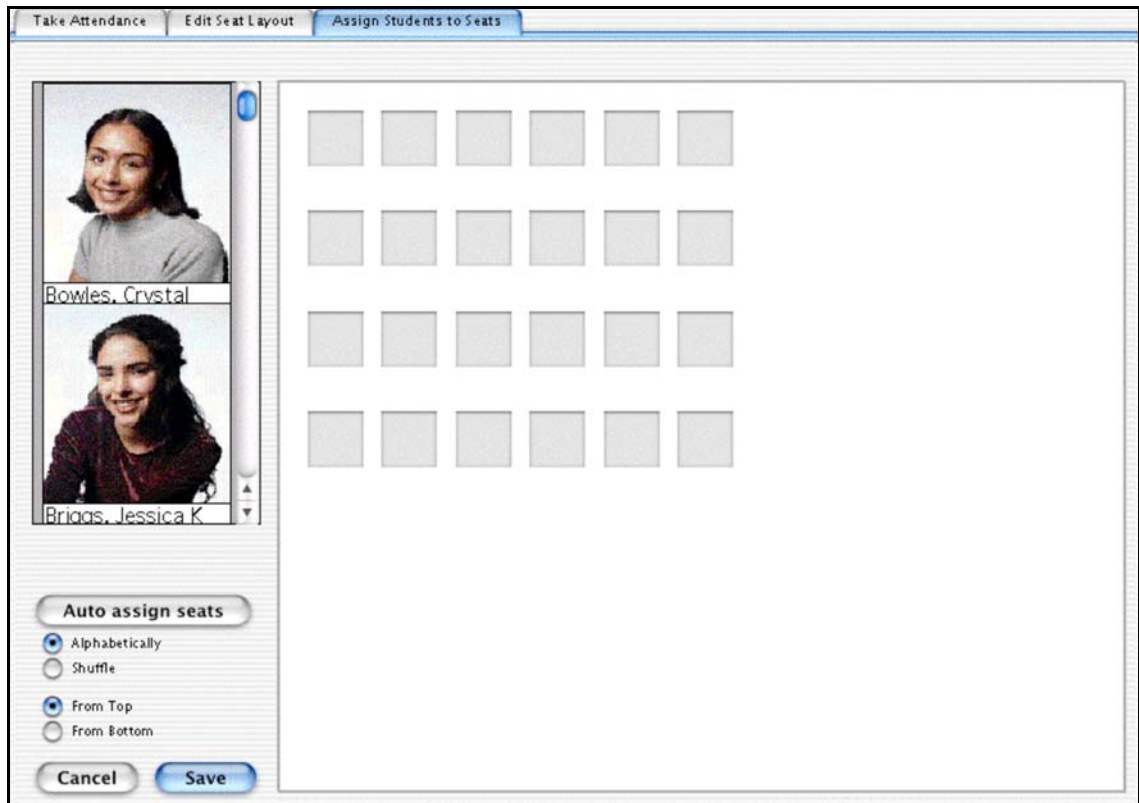 Take Attendance
Edit Seat Layout
Assign Students to Seats
Bowles, Crystal
Briggs, Jessica K
Auto assign seats
Alphabetically
Shuffle
From Top
From Bottom
Cancel
Save